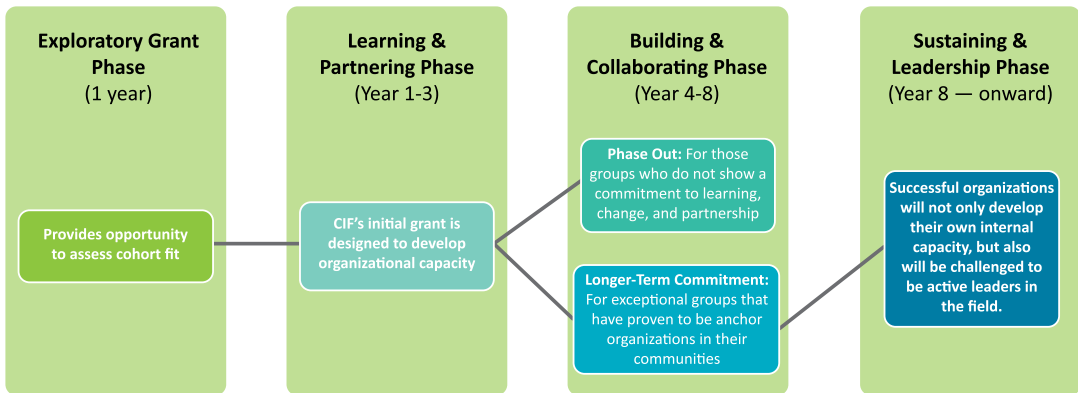 Exploratory Grant
Phase
(1 year)
Provides opportunity
to assess cohort fit
Learning &
Partnering Phase
(Year 1-3)
CIF's initial grant is
designed to develop
organizational capacity
Building &
Collaborating Phase
(Year 4-8)
Phase Out: For those
groups who do not show a
commitment to learning,
change, and partnership
Longer-Term Commitment:
For exceptional groups that
have proven to be anchor
organizations in their
communities
Sustaining &
Leadership Phase
(Year 8 — onward)
Successful organizations
will not only develop
their own internal
capacity, but also
will be challenged to
be active leaders in
the field.